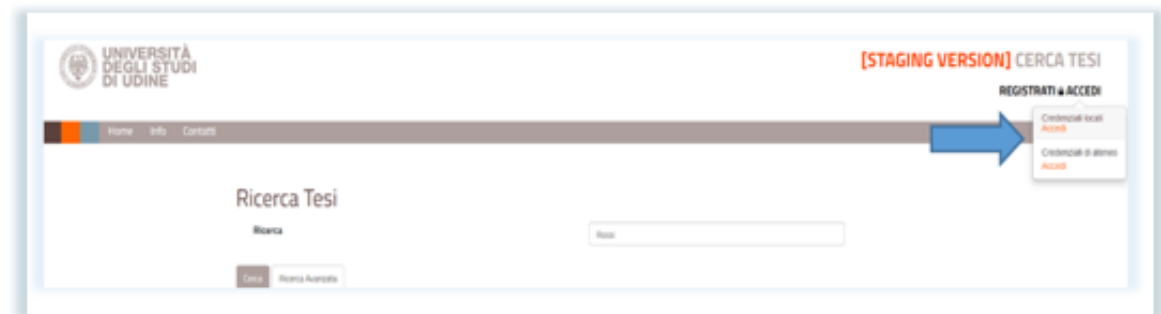 UNIVERSITÀ
DEGLI STUDI
DI UDINE
[STAGING VERSION] CERCA TESI
REGISTRATI ACCEDI
Credenziali locali
Accedi
Credenziali di ateneo
Accedi
Home Info Contatti
Ricerca Tesi
Ricerca
Rossi
Cerca Ricerca Avanzata